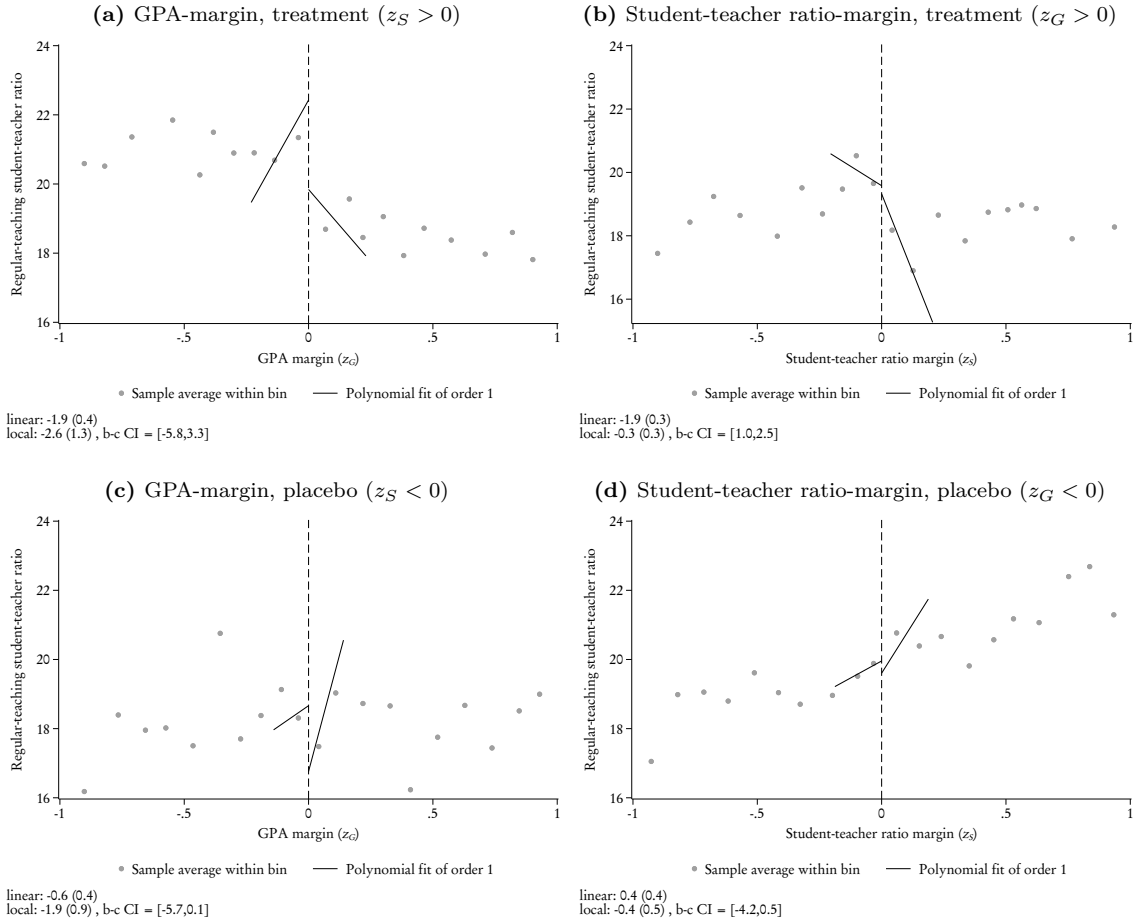 (a) GPA-margin, treatment (z_S > 0)
Regular-teaching student-teacher ratio
24
22
20
18
16
-1
-.5
0
.5
1
GPA margin (z_G)
Sample average within bin
Polynomial fit of order 1
linear: -1.9 (0.4)
local: -2.6 (1.3) , b-c CI = [-5.8,3.3]
(b) Student-teacher ratio-margin, treatment (z_G > 0)
Regular-teaching student-teacher ratio
24
22
20
18
16
-1
-.5
0
.5
1
Student-teacher ratio margin (z_S)
Sample average within bin
Polynomial fit of order 1
linear: -1.9 (0.3)
local: -0.3 (0.3) , b-c CI = [1.0,2.5]
(c) GPA-margin, placebo (z_S < 0)
Regular-teaching student-teacher ratio
24
22
20
18
16
-1
-.5
0
.5
1
GPA margin (z_G)
Sample average within bin
Polynomial fit of order 1
linear: -0.6 (0.4)
local: -1.9 (0.9) , b-c CI = [-5.7,0.1]
(d) Student-teacher ratio-margin, placebo (z_G < 0)
Regular-teaching student-teacher ratio
24
22
20
18
16
-1
-.5
0
.5
1
Student-teacher ratio margin (z_S)
Sample average within bin
Polynomial fit of order 1
linear: 0.4 (0.4)
local: -0.4 (0.5) , b-c CI = [-4.2,0.5]